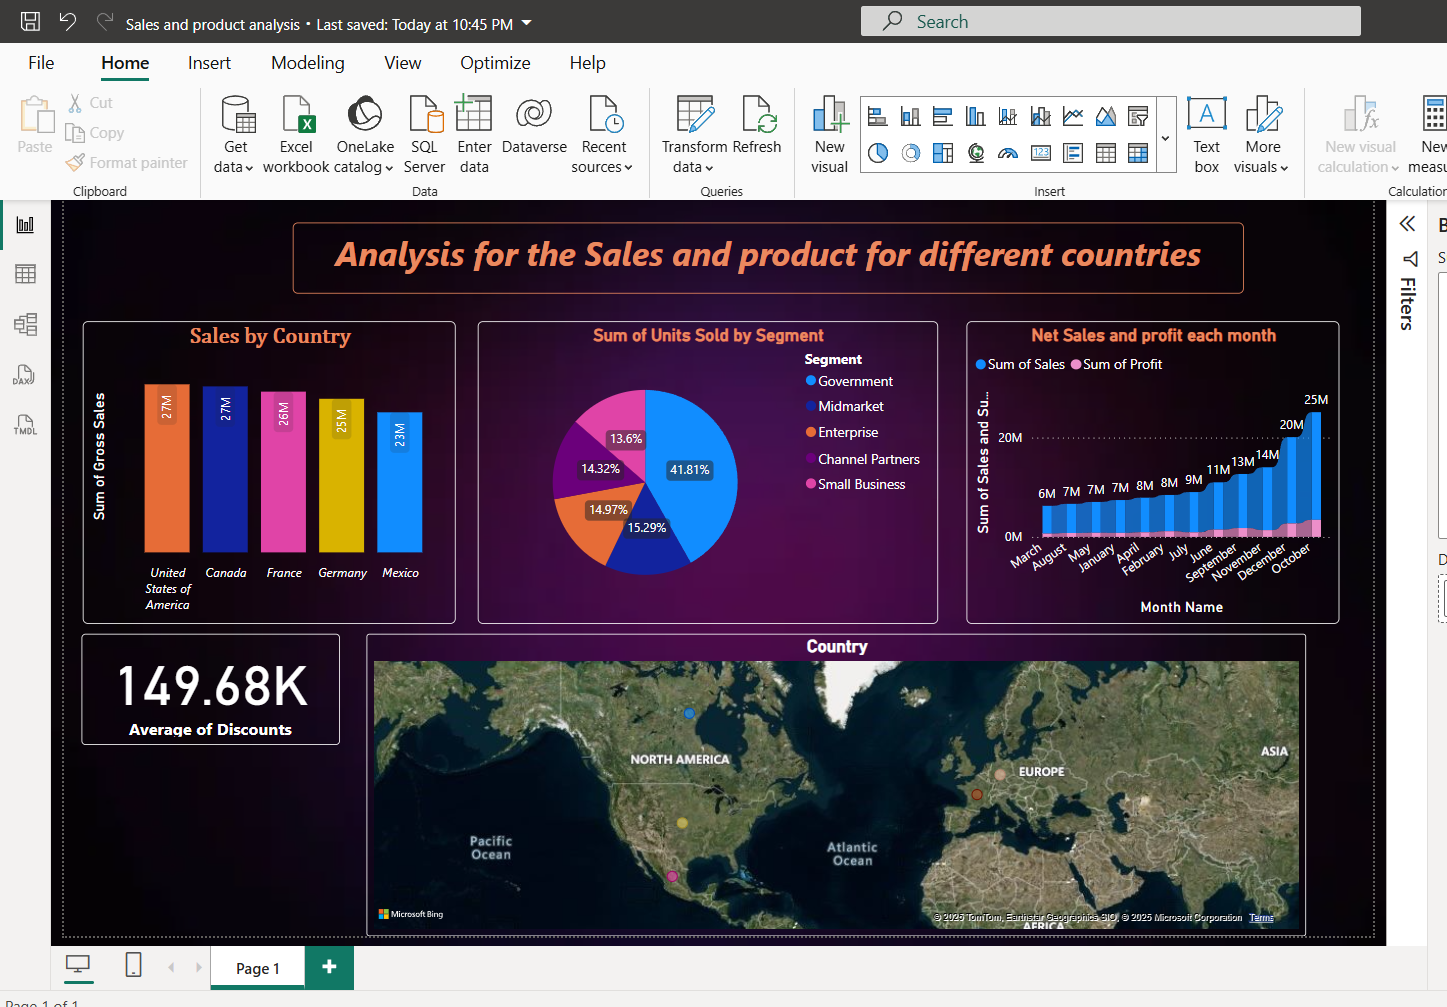 Sales and product analysis • Last saved: Today at 10:45 PM
Search
File Home Insert Modeling View Optimize Help
Paste
Cut
Copy
Format painter
Clipboard
Get data
Excel workbook
OneLake catalog
SQL Server
Enter data
Dataverse
Recent sources
Data
Transform data
Refresh
Queries
New visual
Text box
More visuals
Insert
New visual calculation
New
Calculation
DAX
TMDL
Analysis for the Sales and product for different countries
Sales by Country
Sum of Gross Sales
27M
27M
26M
25M
23M
United States of America
Canada
France
Germany
Mexico
Sum of Units Sold by Segment
Segment
Government
Midmarket
Enterprise
Channel Partners
Small Business
13.6%
14.32%
41.81%
14.97%
15.29%
Net Sales and profit each month
Sum of Sales
Sum of Profit
Sum of Sales and Su...
20M
0M
6M 7M 7M 7M 8M 8M 9M 11M 13M 14M 20M 25M
March
August
May
January
April
February
July
June
September
November
December
October
Month Name
149.68K
Average of Discounts
Country
NORTH AMERICA
EUROPE
ASIA
Pacific Ocean
Atlantic Ocean
AFRICA
Microsoft Bing
© 2025 TomTom, Earthstar Geographics SIO, © 2025 Microsoft Corporation Terms
Filters
Page 1
Page 1 of 1